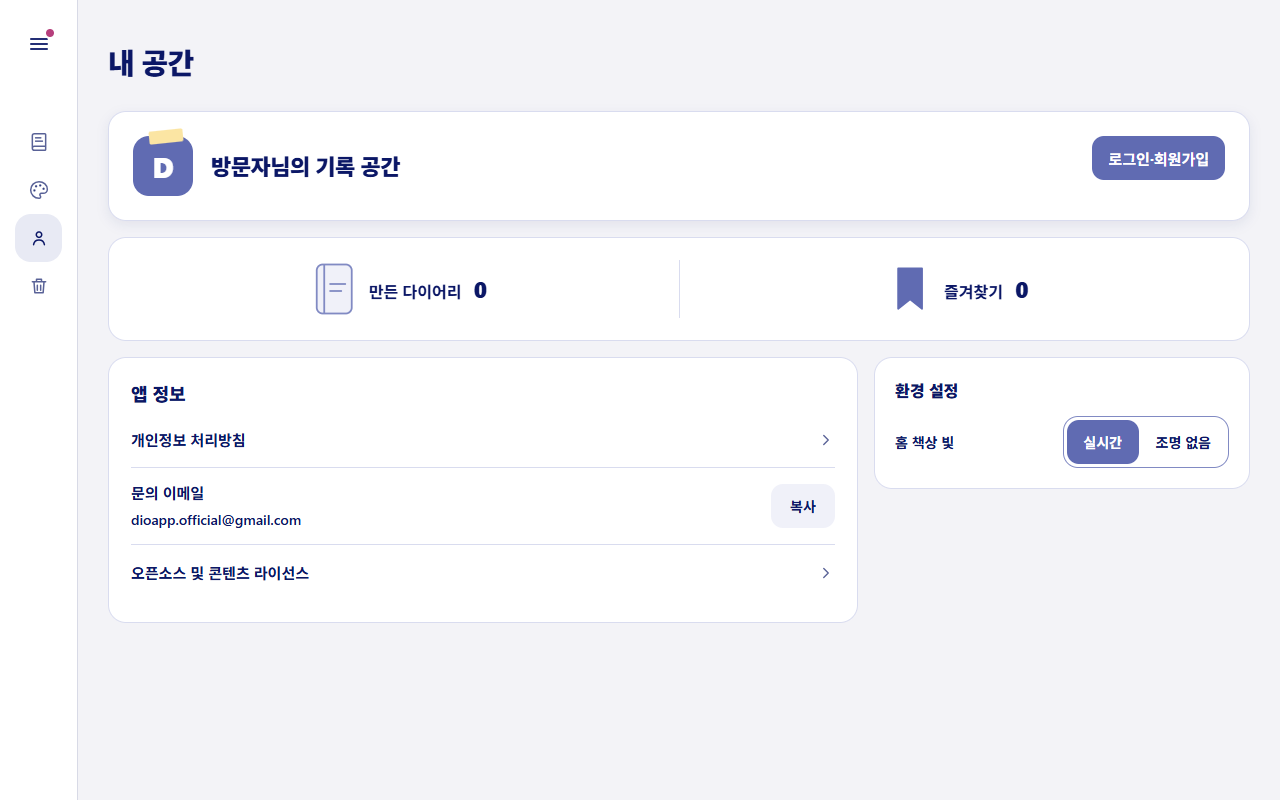 내 공간
D
방문자님의 기록 공간
로그인·회원가입
만든 다이어리 0
즐겨찾기 0
앱 정보
개인정보 처리방침
문의 이메일
dioapp.official@gmail.com
복사
오픈소스 및 콘텐츠 라이선스
환경 설정
홈 책상 빛
실시간
조명 없음